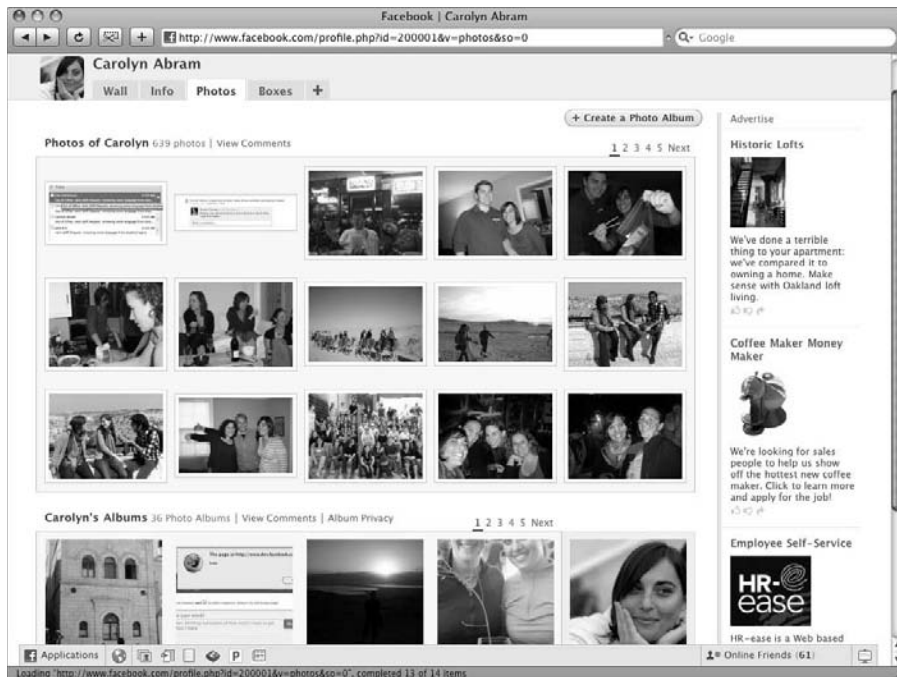 Facebook | Carolyn Abram
http://www.facebook.com/profile.php?id=200001&v=photos&so=0
Google
Carolyn Abram
Wall Info Photos Boxes +
+ Create a Photo Album
Photos of Carolyn 639 photos | View Comments
1 2 3 4 5 Next
Carolyn's Albums 36 Photo Albums | View Comments | Album Privacy
1 2 3 4 5 Next
Advertise
Historic Lofts
We've done a terrible
thing to your apartment:
we've compared it to
owning a home. Make
sense with Oakland loft
living.
Coffee Maker Money
Maker
We're looking for sales
people to help us show
off the hottest new coffee
maker. Click to learn more
and apply for the job!
Employee Self-Service
HR-
ease
HR-ease is a Web based
Applications
Online Friends (61)
Loading "http://www.facebook.com/profile.php?id=200001&v=photos&so=0", completed 13 of 14 items